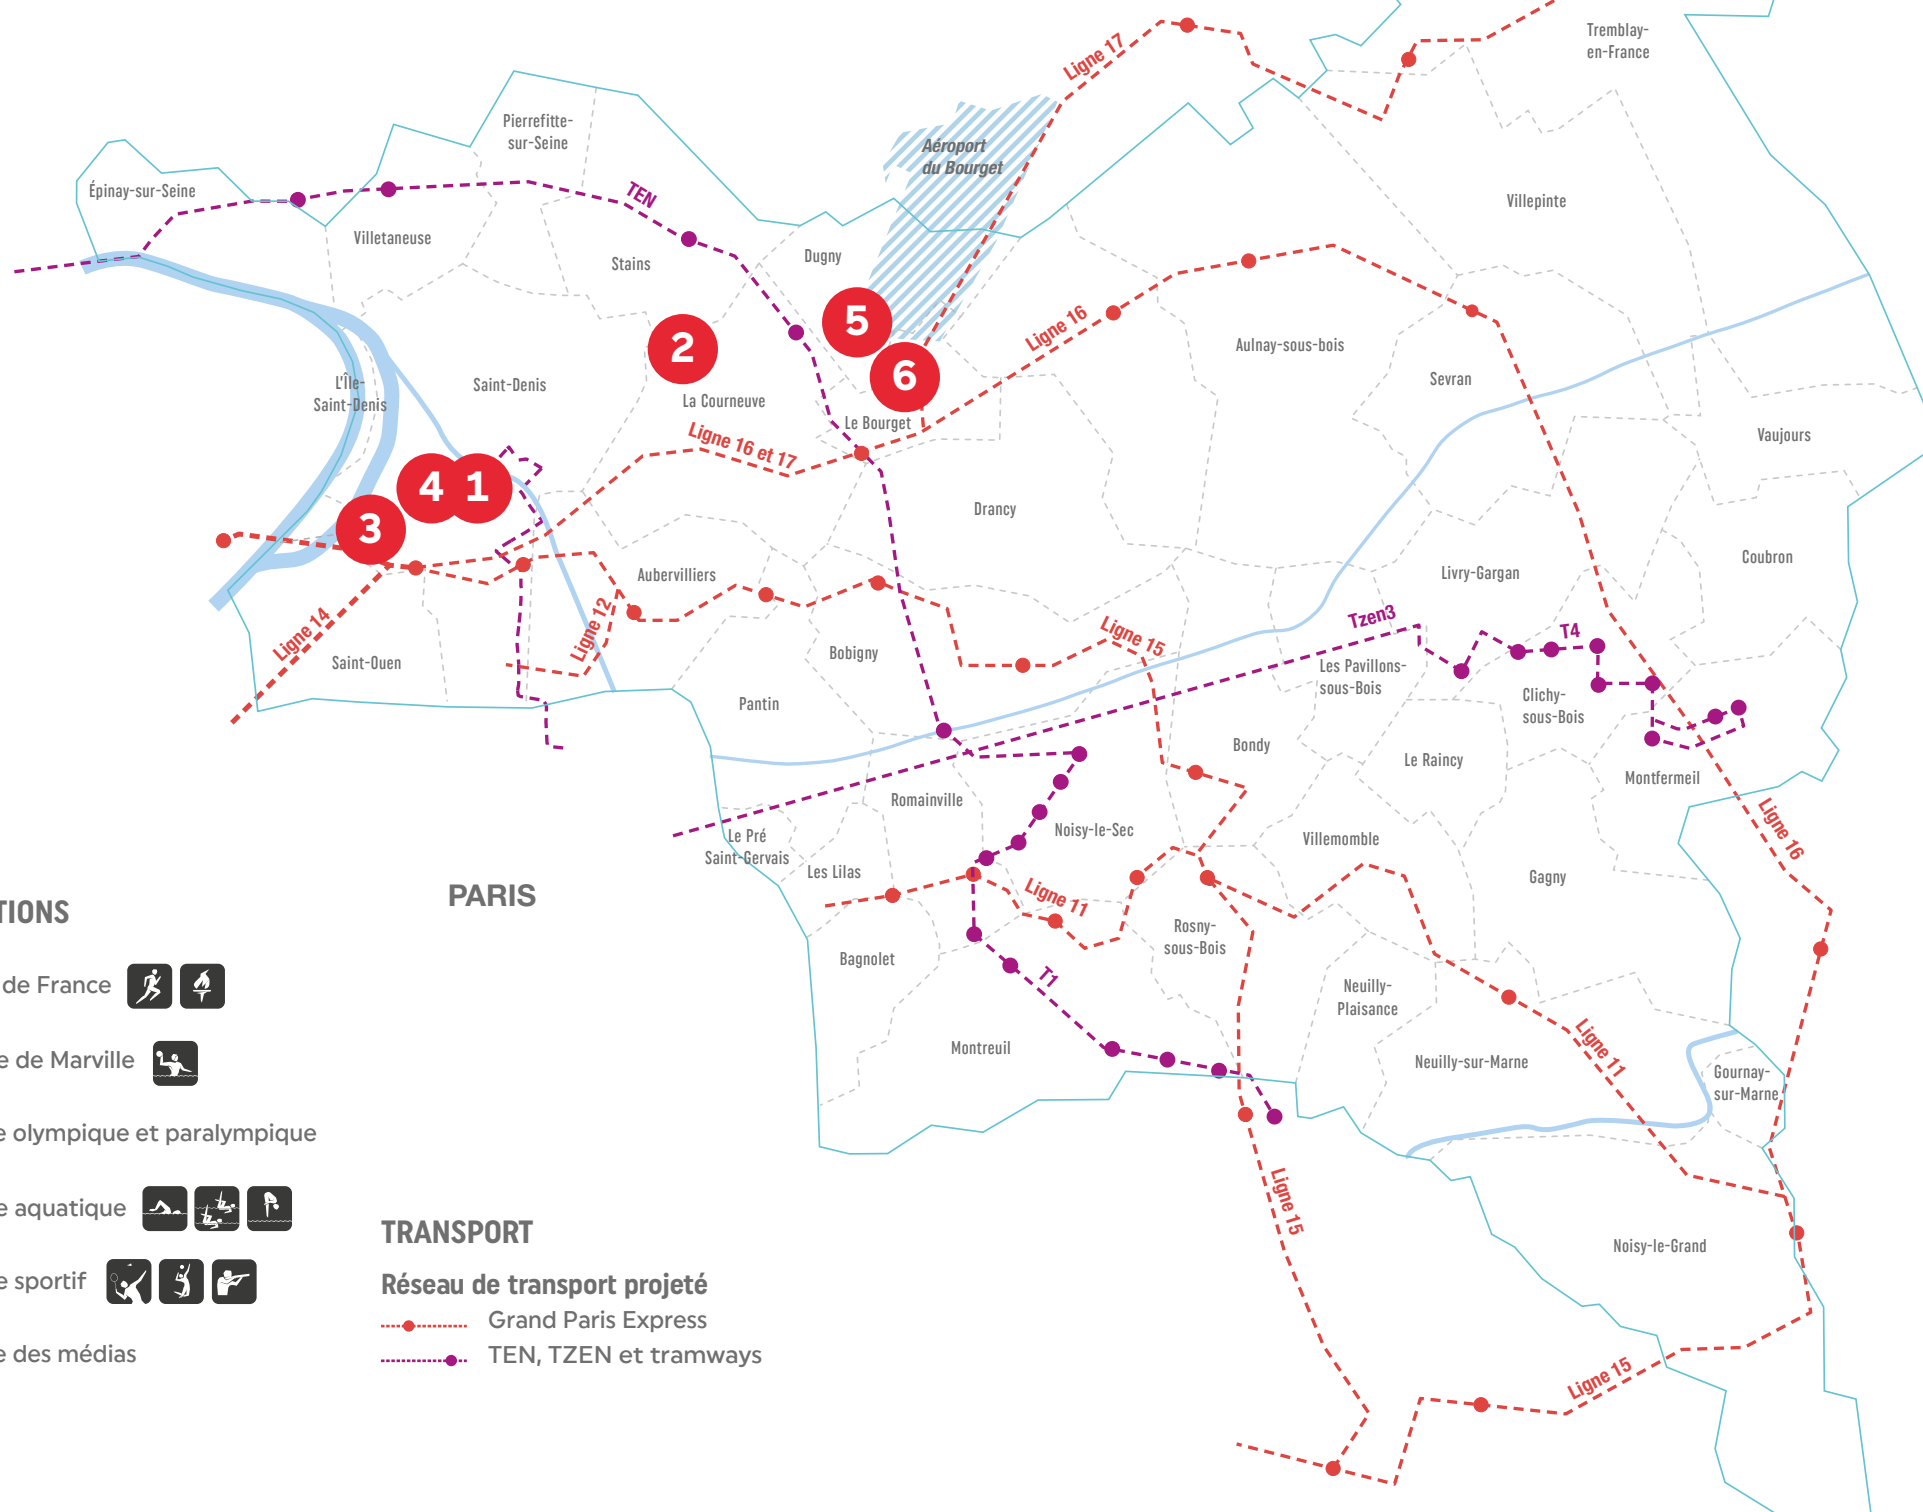 Tremblay-
en-France
Ligne 17
Pierrefitte-
sur-Seine
Aéroport
du Bourget
Épinay-sur-Seine
TEN
Villepinte
Villetaneuse
Stains
Dugny
5
Ligne 16
2
6
Aulnay-sous-bois
Sevran
L'Île-
Saint-Denis
Saint-Denis
La Courneuve
Le Bourget
Ligne 16 et 17
Vaujours
4
1
3
Drancy
Coubron
Aubervilliers
Livry-Gargan
Ligne 14
Ligne 12
Ligne 15
Tzen3
T4
Saint-Ouen
Bobigny
Les Pavillons-
sous-Bois
Pantin
Clichy-
sous-Bois
Bondy
Le Raincy
Montfermeil
Romainville
Noisy-le-Sec
Le Pré
Saint-Gervais
Villemomble
Ligne 16
Les Lilas
Gagny
PARIS
Ligne 11
TIONS
Rosny-
sous-Bois
Bagnolet
T1
Neuilly-
Plaisance
de France
Montreuil
Ligne 11
Neuilly-sur-Marne
e de Marville
Gournay-
sur-Marne
e olympique et paralympique
Ligne 15
e aquatique
TRANSPORT
Noisy-le-Grand
e sportif
Réseau de transport projeté
Grand Paris Express
e des médias
TEN, TZEN et tramways
Ligne 15